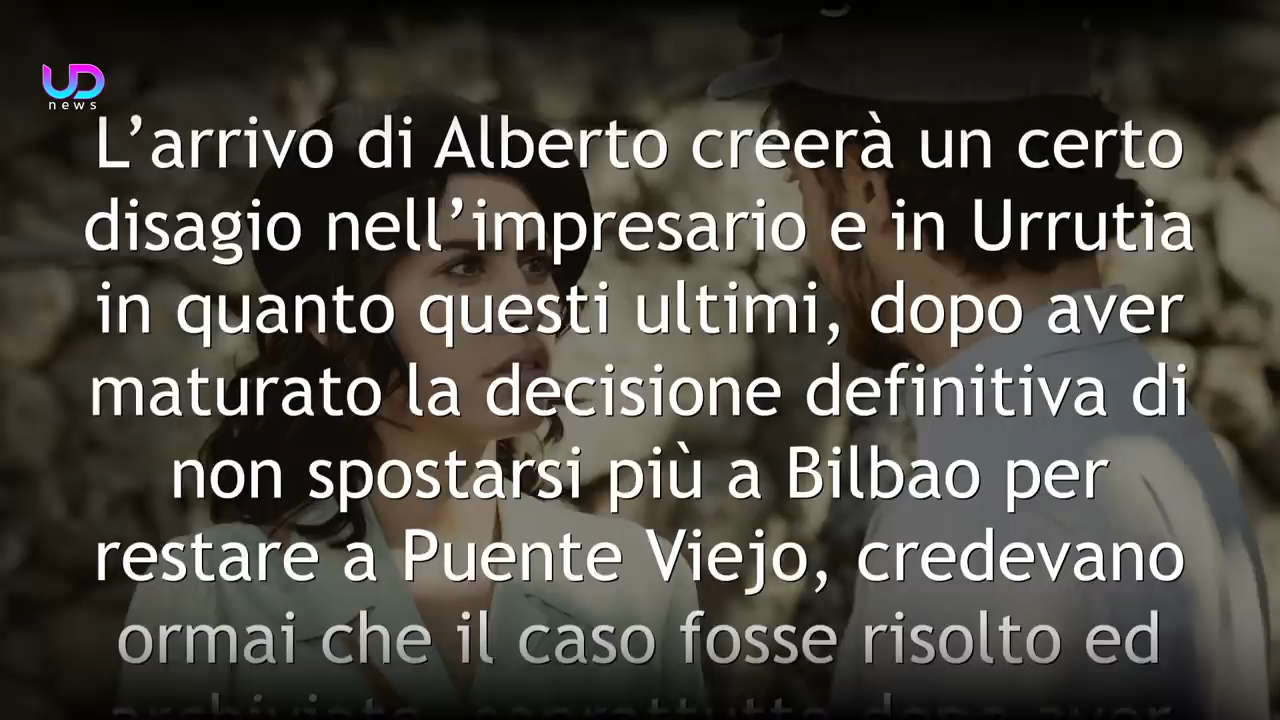 UD
news
L’arrivo di Alberto creerà un certo
disagio nell’impresario e in Urrutia
in quanto questi ultimi, dopo aver
maturato la decisione definitiva di
non spostarsi più a Bilbao per
restare a Puente Viejo, credevano
ormai che il caso fosse risolto ed